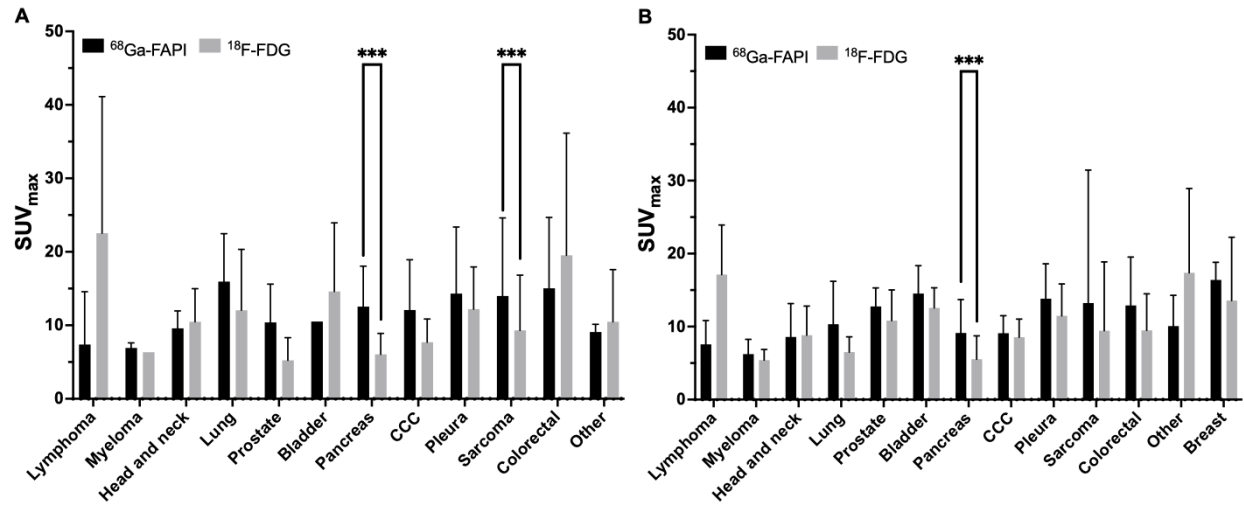 A
50
40
30
20
10
0
SUVmax
⁶⁸Ga-FAPI ¹⁸F-FDG
*** ***
Lymphoma
Myeloma
Head and neck
Lung
Prostate
Bladder
Pancreas
CCC
Pleura
Sarcoma
Colorectal
Other
B
50
40
30
20
10
0
SUVmax
⁶⁸Ga-FAPI ¹⁸F-FDG
***
Lymphoma
Myeloma
Head and neck
Lung
Prostate
Bladder
Pancreas
CCC
Pleura
Sarcoma
Colorectal
Other
Breast